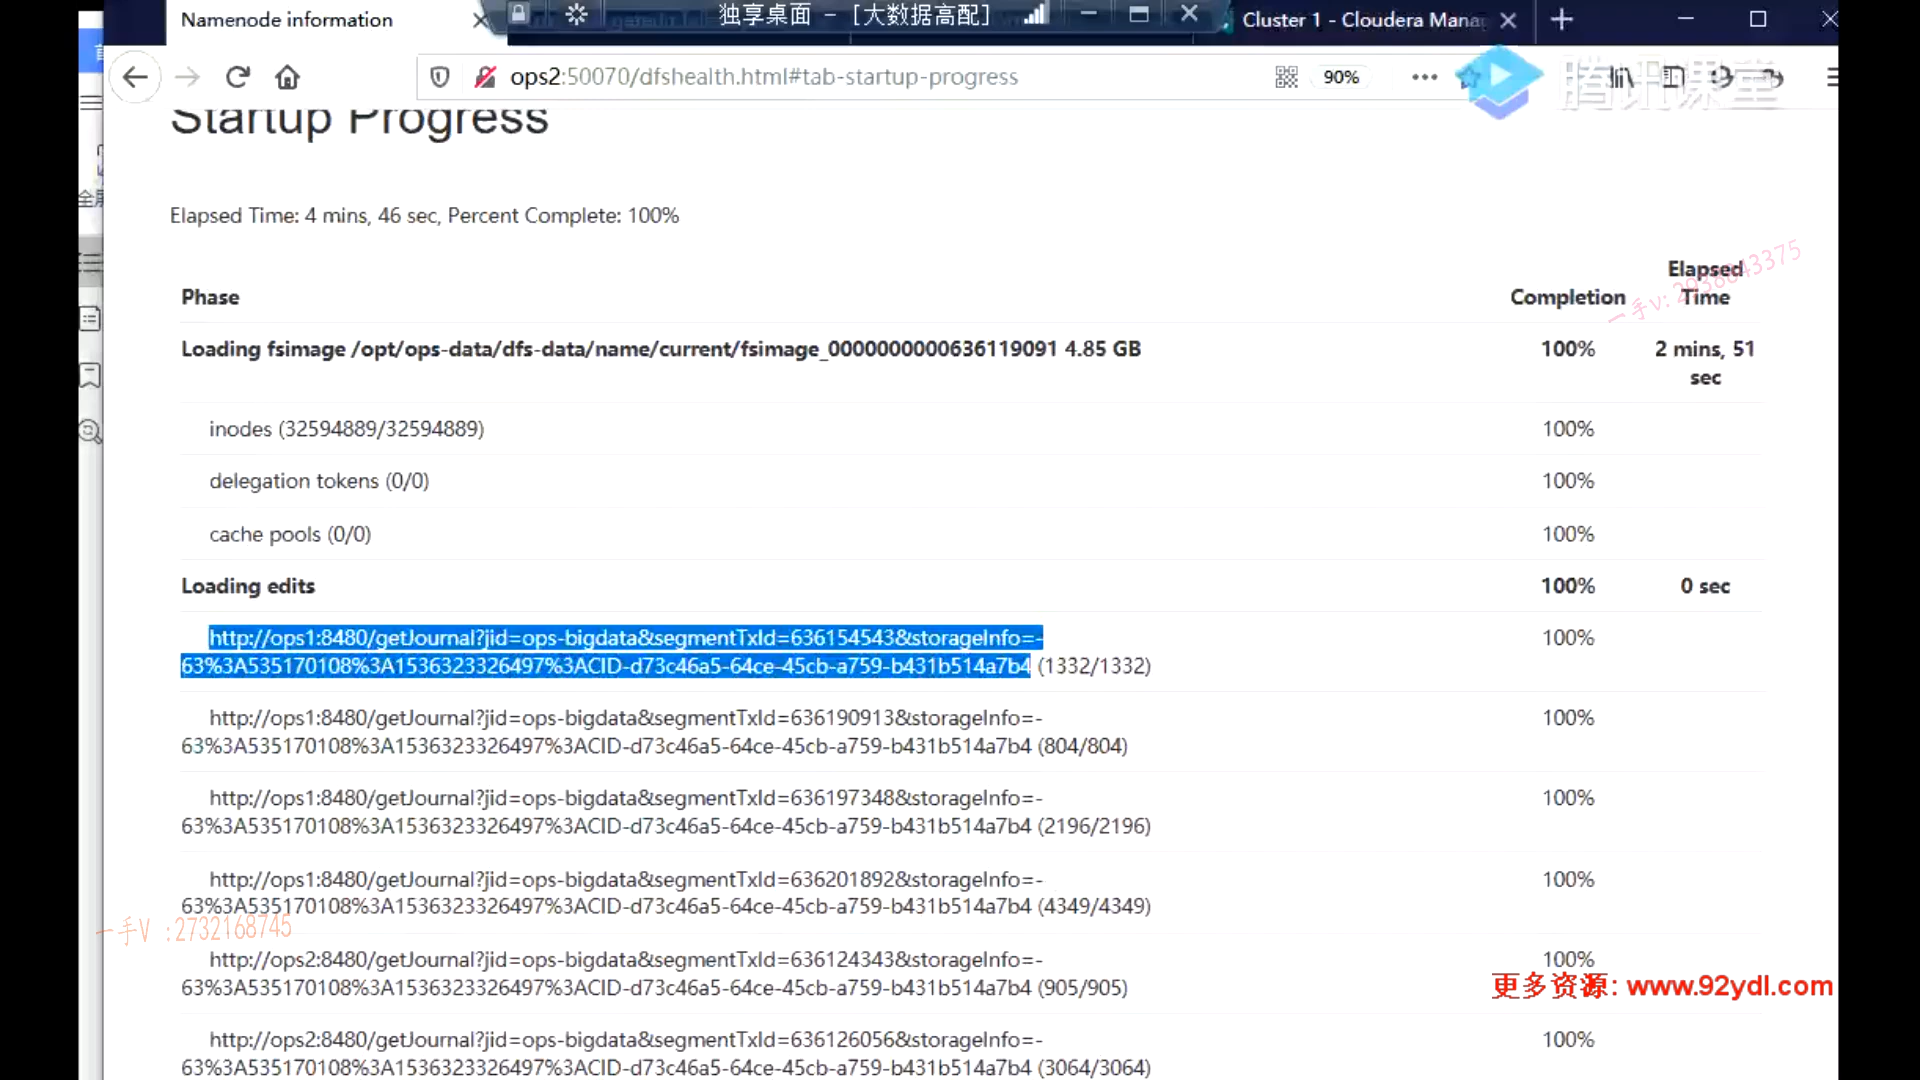 Namenode information
独享桌面 - [大数据高配]
Cluster 1 - Cloudera Mana
ops2:50070/dfshealth.html#tab-startup-progress
90%
腾讯课堂
Startup Progress
Elapsed Time: 4 mins, 46 sec, Percent Complete: 100%
Phase
Completion
Elapsed
Time
一手V: 2938843375
Loading fsimage /opt/ops-data/dfs-data/name/current/fsimage_0000000000636119091 4.85 GB
100%
2 mins, 51
sec
inodes (32594889/32594889)
100%
delegation tokens (0/0)
100%
cache pools (0/0)
100%
Loading edits
100%
0 sec
http://ops1:8480/getJournal?jid=ops-bigdata&segmentTxId=636154543&storageInfo=-
63%3A535170108%3A1536323326497%3ACID-d73c46a5-64ce-45cb-a759-b431b514a7b4 (1332/1332)
100%
http://ops1:8480/getJournal?jid=ops-bigdata&segmentTxId=636190913&storageInfo=-
63%3A535170108%3A1536323326497%3ACID-d73c46a5-64ce-45cb-a759-b431b514a7b4 (804/804)
100%
http://ops1:8480/getJournal?jid=ops-bigdata&segmentTxId=636197348&storageInfo=-
63%3A535170108%3A1536323326497%3ACID-d73c46a5-64ce-45cb-a759-b431b514a7b4 (2196/2196)
100%
http://ops1:8480/getJournal?jid=ops-bigdata&segmentTxId=636201892&storageInfo=-
63%3A535170108%3A1536323326497%3ACID-d73c46a5-64ce-45cb-a759-b431b514a7b4 (4349/4349)
100%
一手V :2732168745
http://ops2:8480/getJournal?jid=ops-bigdata&segmentTxId=636124343&storageInfo=-
63%3A535170108%3A1536323326497%3ACID-d73c46a5-64ce-45cb-a759-b431b514a7b4 (905/905)
100%
更多资源: www.92ydl.com
http://ops2:8480/getJournal?jid=ops-bigdata&segmentTxId=636126056&storageInfo=-
63%3A535170108%3A1536323326497%3ACID-d73c46a5-64ce-45cb-a759-b431b514a7b4 (3064/3064)
100%